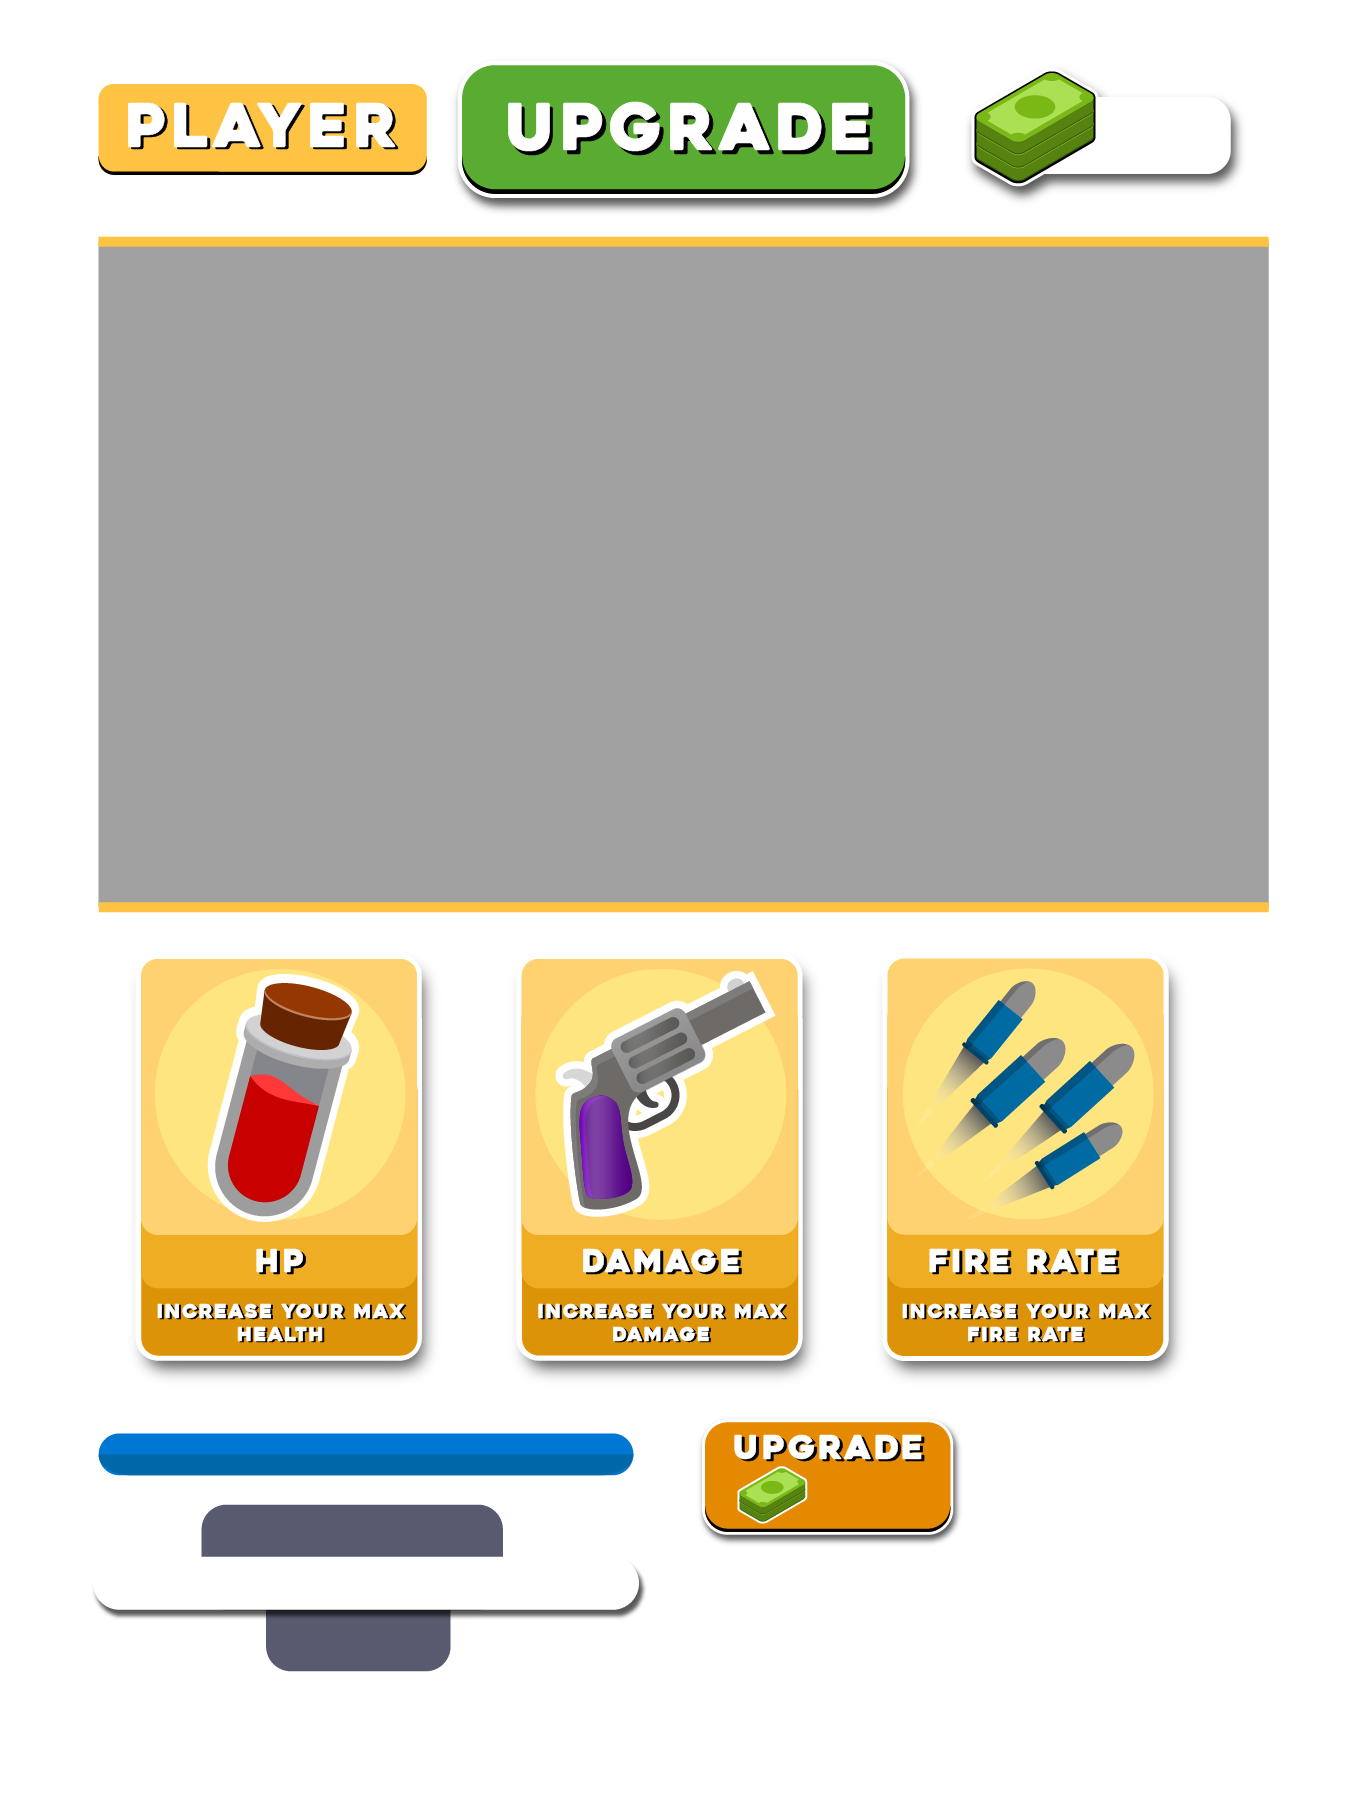 PLAYER
UPGRADE
HP
INCREASE YOUR MAX
HEALTH
DAMAGE
INCREASE YOUR MAX
DAMAGE
FIRE RATE
INCREASE YOUR MAX
FIRE RATE
UPGRADE